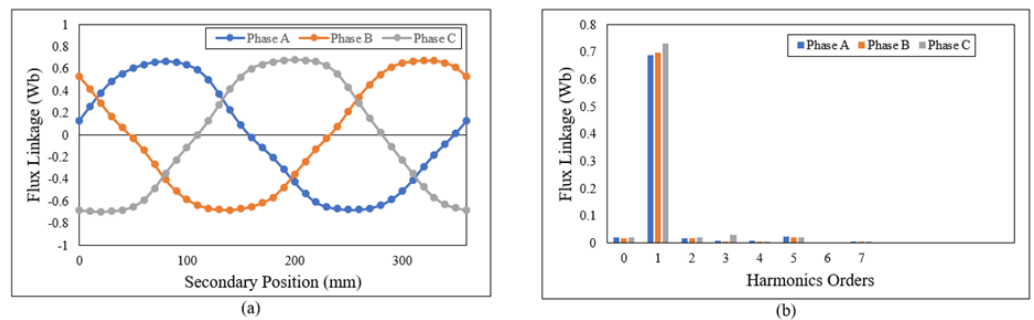 1
0.8
0.6
0.4
0.2
0
-0.2
-0.4
-0.6
-0.8
-1
0 100 200 300
Phase A Phase B Phase C
Flux Linkage (Wb)
Secondary Position (mm)
(a)
0.8
0.7
0.6
0.5
0.4
0.3
0.2
0.1
0
0 1 2 3 4 5 6 7
Phase A Phase B Phase C
Flux Linkage (Wb)
Harmonics Orders
(b)